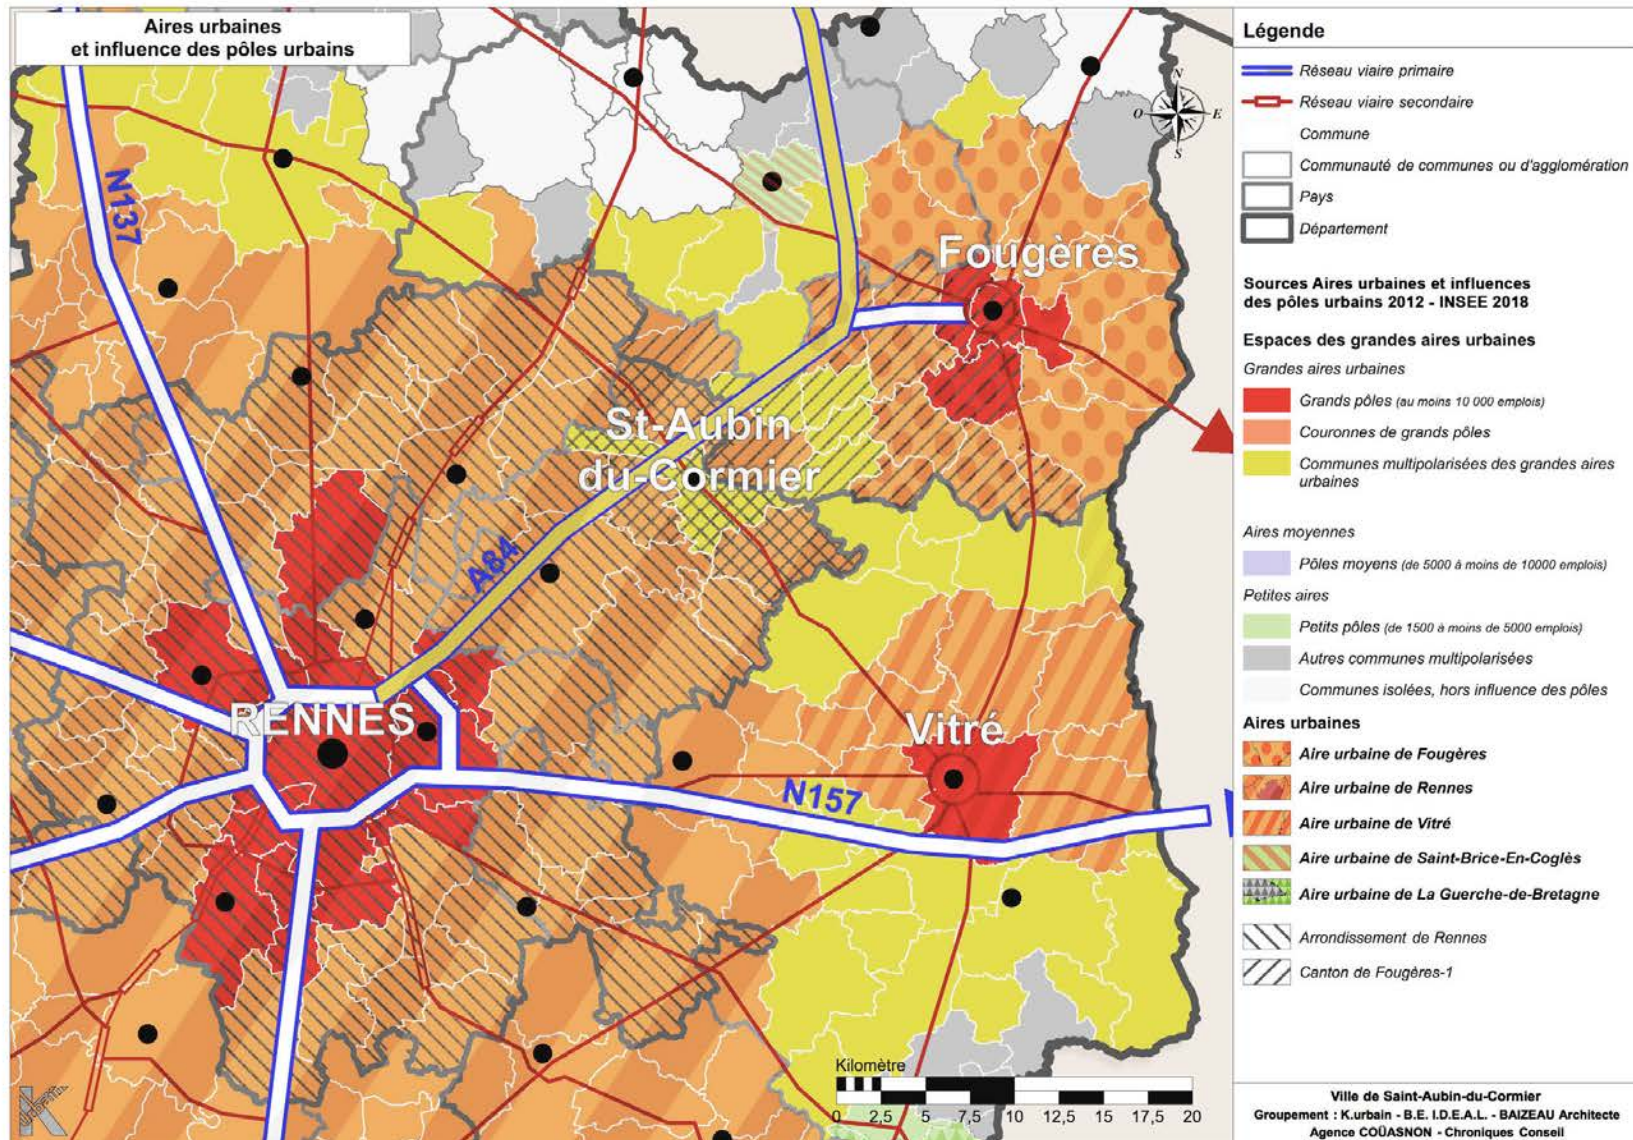 Aires urbaines
et influence des pôles urbains
N137
Fougères
St-Aubin
du-Cormier
A84
RENNES
Vitré
N157
Kilomètre
0 2,5 5 7,5 10 12,5 15 17,5 20
N
O E
S
Légende
Réseau viaire primaire
Réseau viaire secondaire
Commune
Communauté de communes ou d'agglomération
Pays
Département
Sources Aires urbaines et influences
des pôles urbains 2012 - INSEE 2018
Espaces des grandes aires urbaines
Grandes aires urbaines
Grands pôles (au moins 10 000 emplois)
Couronnes de grands pôles
Communes multipolarisées des grandes aires
urbaines
Aires moyennes
Pôles moyens (de 5000 à moins de 10000 emplois)
Petites aires
Petits pôles (de 1500 à moins de 5000 emplois)
Autres communes multipolarisées
Communes isolées, hors influence des pôles
Aires urbaines
Aire urbaine de Fougères
Aire urbaine de Rennes
Aire urbaine de Vitré
Aire urbaine de Saint-Brice-En-Coglès
Aire urbaine de La Guerche-de-Bretagne
Arrondissement de Rennes
Canton de Fougères-1
Ville de Saint-Aubin-du-Cormier
Groupement : K.urbain - B.E. I.D.E.A.L. - BAIZEAU Architecte
Agence COÜASNON - Chroniques Conseil